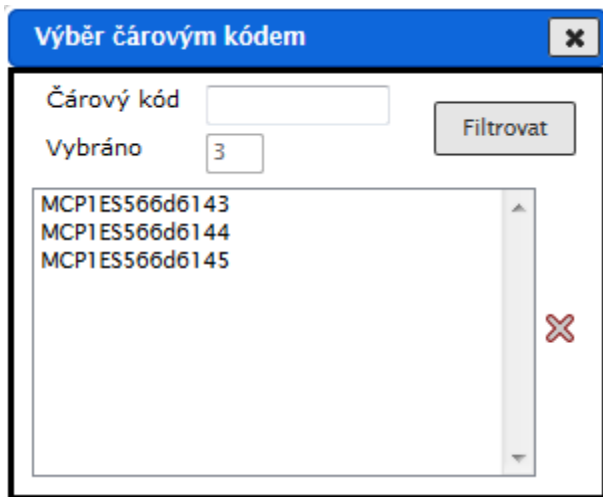 Výběr čárovým kódem
Čárový kód
Filtrovat
Vybráno 3
MCP1ES566d6143
MCP1ES566d6144
MCP1ES566d6145